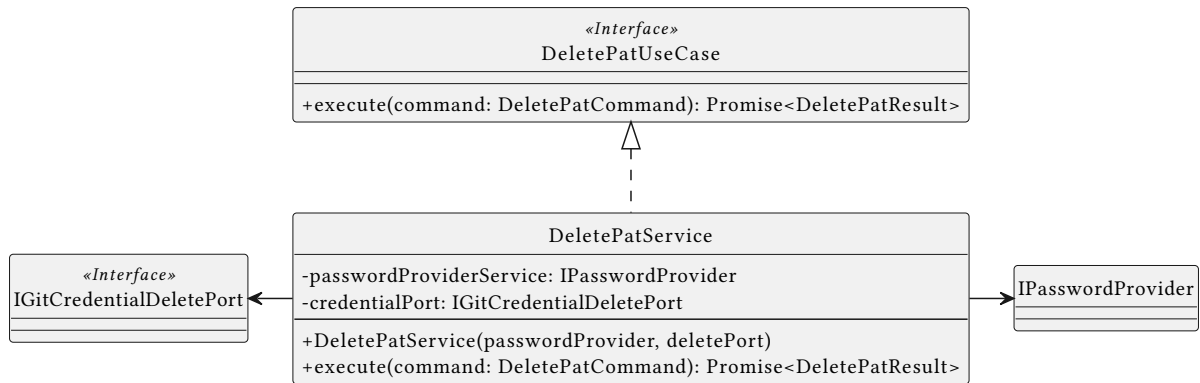 «Interface»
DeletePatUseCase
+execute(command: DeletePatCommand): Promise<DeletePatResult>
DeletePatService
-passwordProviderService: IPasswordProvider
-credentialPort: IGitCredentialDeletePort
+DeletePatService(passwordProvider, deletePort)
+execute(command: DeletePatCommand): Promise<DeletePatResult>
«Interface»
IGitCredentialDeletePort
IPasswordProvider